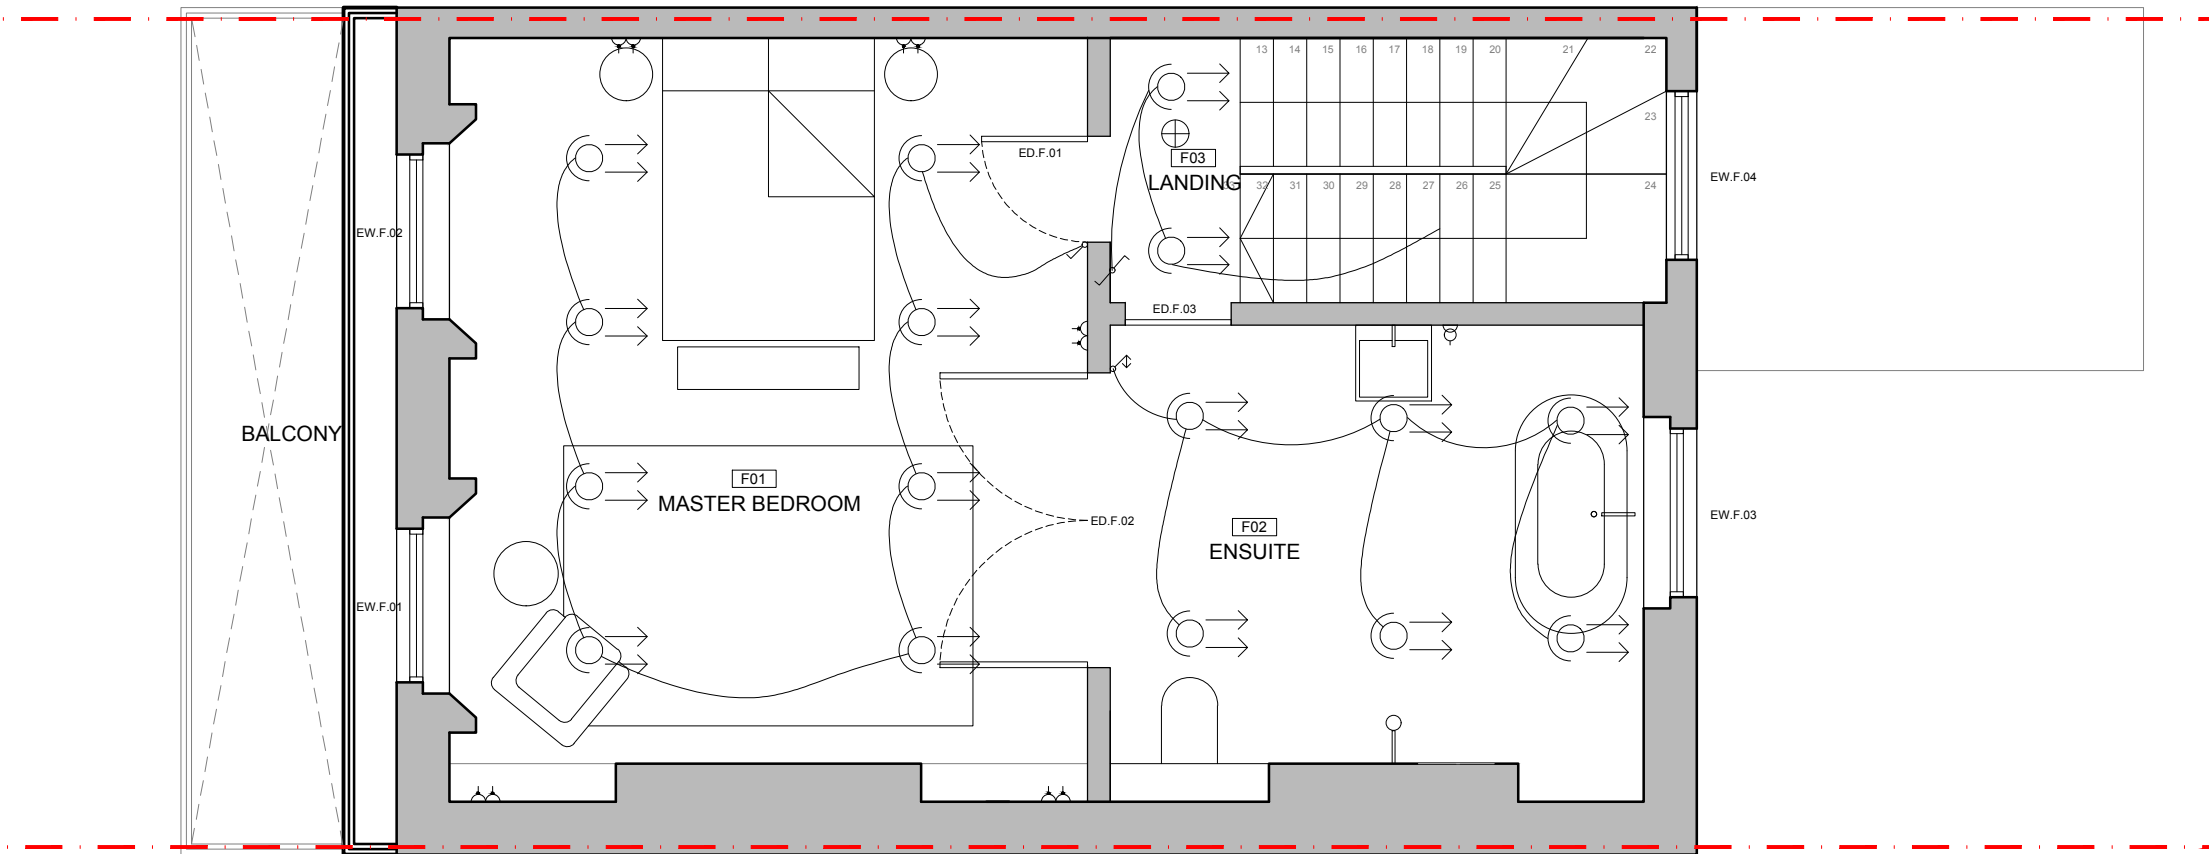 13 14 15 16 17 18 19 20 21 22
23
ED.F.01
F03
LANDING
32 31 30 29 28 27 26 25 24
EW.F.04
EW.F.02
ED.F.03
BALCONY
F01
MASTER BEDROOM
ED.F.02
F02
ENSUITE
EW.F.03
EW.F.01